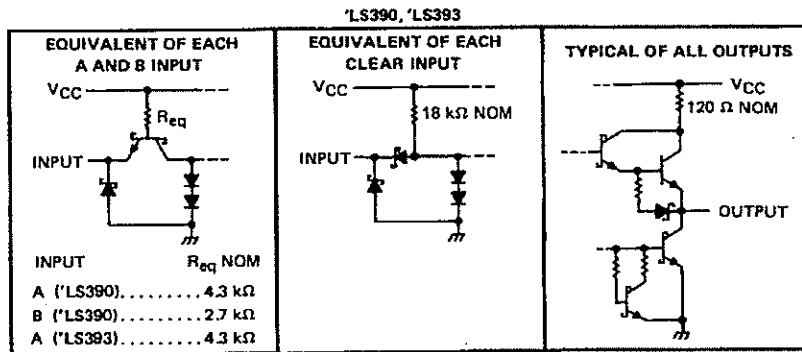 'LS390, 'LS393
EQUIVALENT OF EACH
A AND B INPUT
VCC
Req
INPUT
INPUT Req NOM
A ('LS390).........4.3 kΩ
B ('LS390).........2.7 kΩ
A ('LS393).........4.3 kΩ
EQUIVALENT OF EACH
CLEAR INPUT
VCC
18 kΩ NOM
INPUT
TYPICAL OF ALL OUTPUTS
VCC
120 Ω NOM
OUTPUT